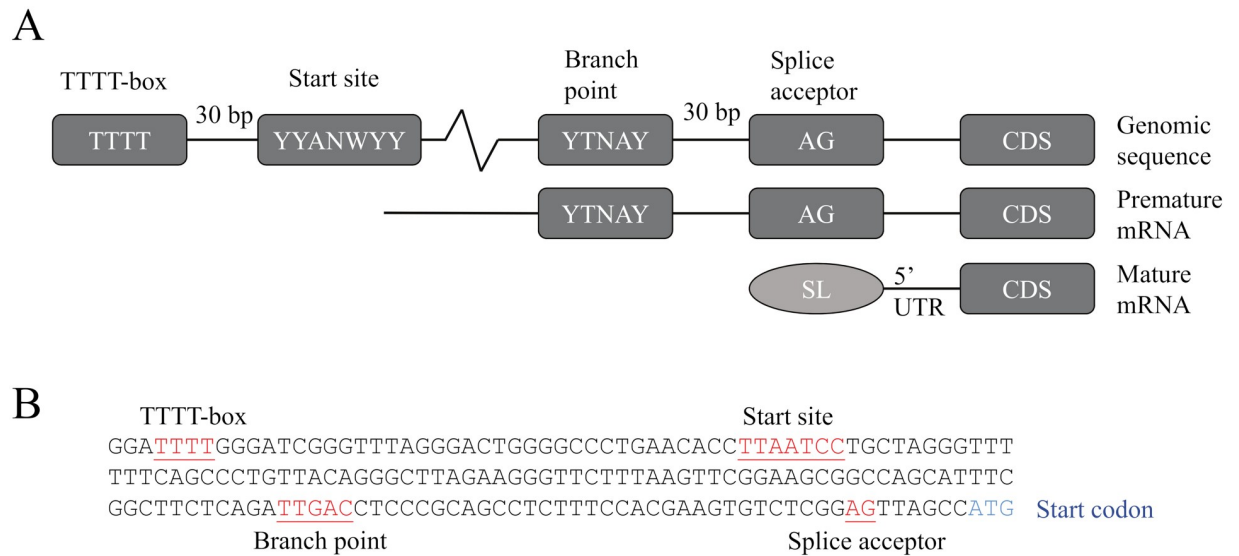 A
TTTT-box
Start site
Branch point
Splice acceptor
30 bp
30 bp
TTTT
YYANWYY
YTNAY
AG
CDS
Genomic sequence
YTNAY
AG
CDS
Premature mRNA
SL
5’ UTR
CDS
Mature mRNA
B
TTTT-box
Start site
GGATTTTGGGATCGGGTTTAGGGACTGGGGCCCTGAACACCTTAATCCTGCTAGGGTTT
TTTCAGCCCTGTTACAGGGCTTAGAAGGGTTCTTTAAGTTCGGAAGCGGCCAGCATTTC
GGCTTCTCAGATTGACCTCCCGCAGCCTCTTTCCACGAAGTGTCTCGGAGTTAGCCATG Start codon
Branch point
Splice acceptor